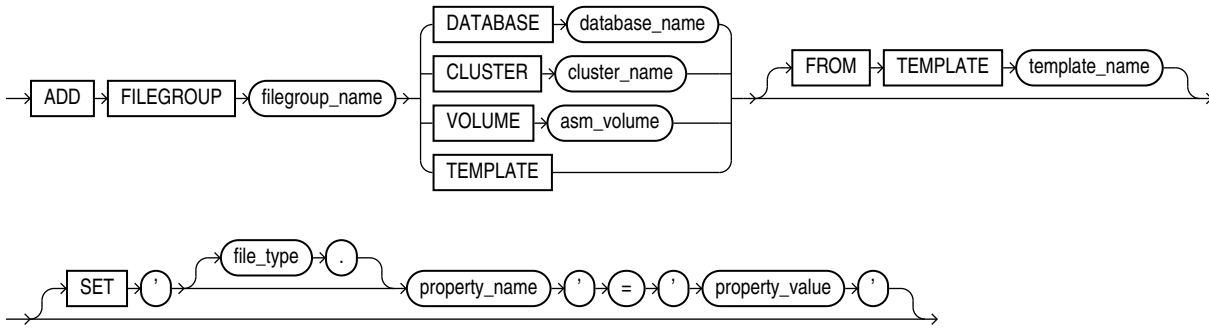 DATABASE database_name
CLUSTER cluster_name
FROM TEMPLATE template_name
ADD FILEGROUP filegroup_name
VOLUME asm_volume
TEMPLATE
file_type .
SET ' property_name ' = ' property_value '